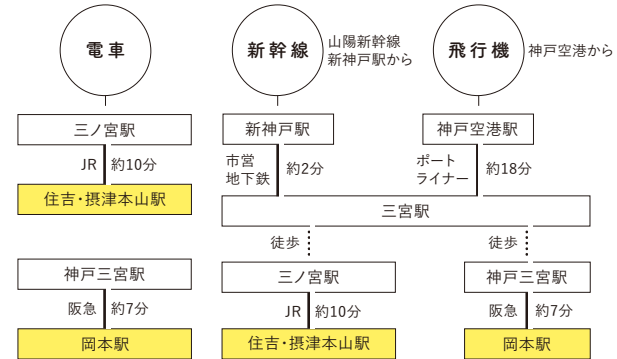 電車
三ノ宮駅
JR 約10分
住吉・摂津本山駅
神戸三宮駅
阪急 約7分
岡本駅
新幹線
山陽新幹線
新神戸駅から
新神戸駅
市営
地下鉄
約2分
飛行機
神戸空港から
神戸空港駅
ポート
ライナー
約18分
三宮駅
徒歩
三ノ宮駅
JR 約10分
住吉・摂津本山駅
徒歩
神戸三宮駅
阪急 約7分
岡本駅